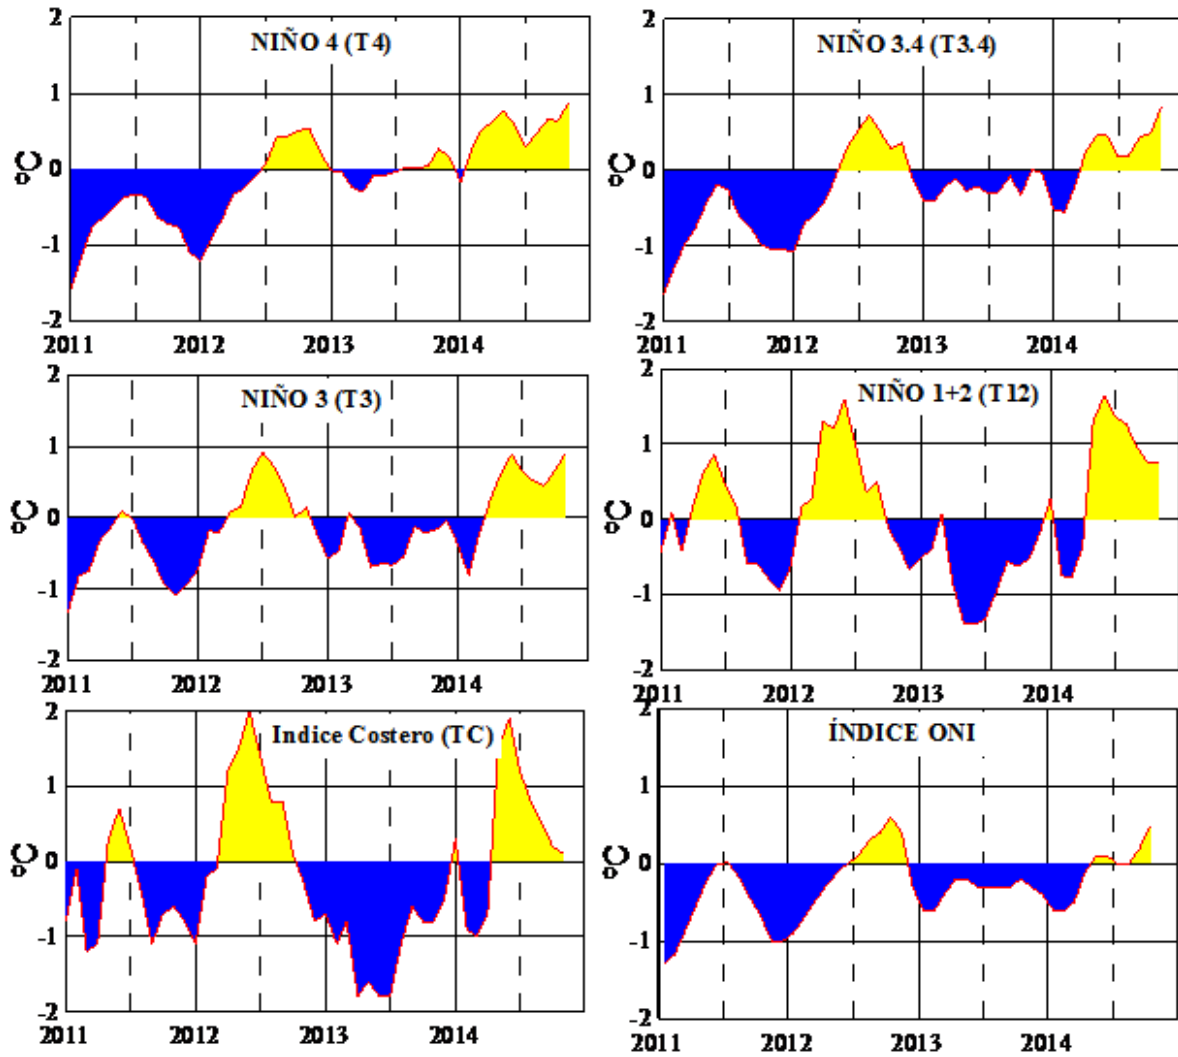 NIÑO 4 (T4)
ºC
2
1
0
-1
-2
2011 2012 2013 2014
NIÑO 3.4 (T3.4)
ºC
2
1
0
-1
-2
2011 2012 2013 2014
NIÑO 3 (T3)
ºC
2
1
0
-1
-2
2011 2012 2013 2014
NIÑO 1+2 (T12)
ºC
2
1
0
-1
-2
2011 2012 2013 2014
Indice Costero (TC)
ºC
2
1
0
-1
-2
2011 2012 2013 2014
ÍNDICE ONI
ºC
2
1
0
-1
-2
2011 2012 2013 2014